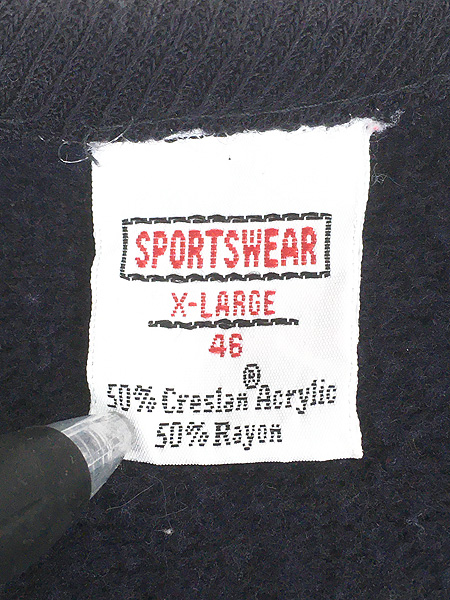 SPORTSWEAR
X-LARGE
46
50% Creslan® Acrylic
50% Rayon